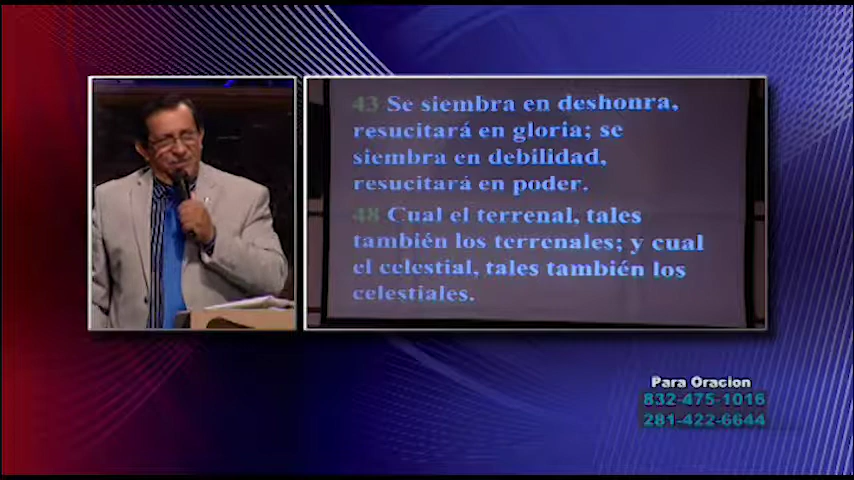 43 Se siembra en deshonra,
resucitará en gloria; se
siembra en debilidad,
resucitará en poder.
48 Cual el terrenal, tales
también los terrenales; y cual
el celestial, tales también los
celestiales.
Para Oracion
832-475-1016
281-422-6644